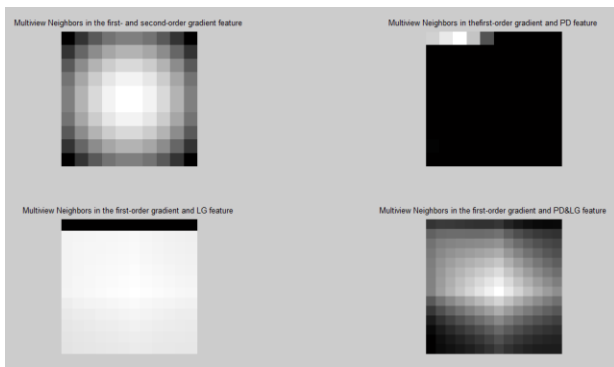 Multiview Neighbors in the first- and second-order gradient feature
Multiview Neighbors in thefirst-order gradient and PD feature
Multiview Neighbors in the first-order gradient and LG feature
Multiview Neighbors in the first-order gradient and PD&LG feature